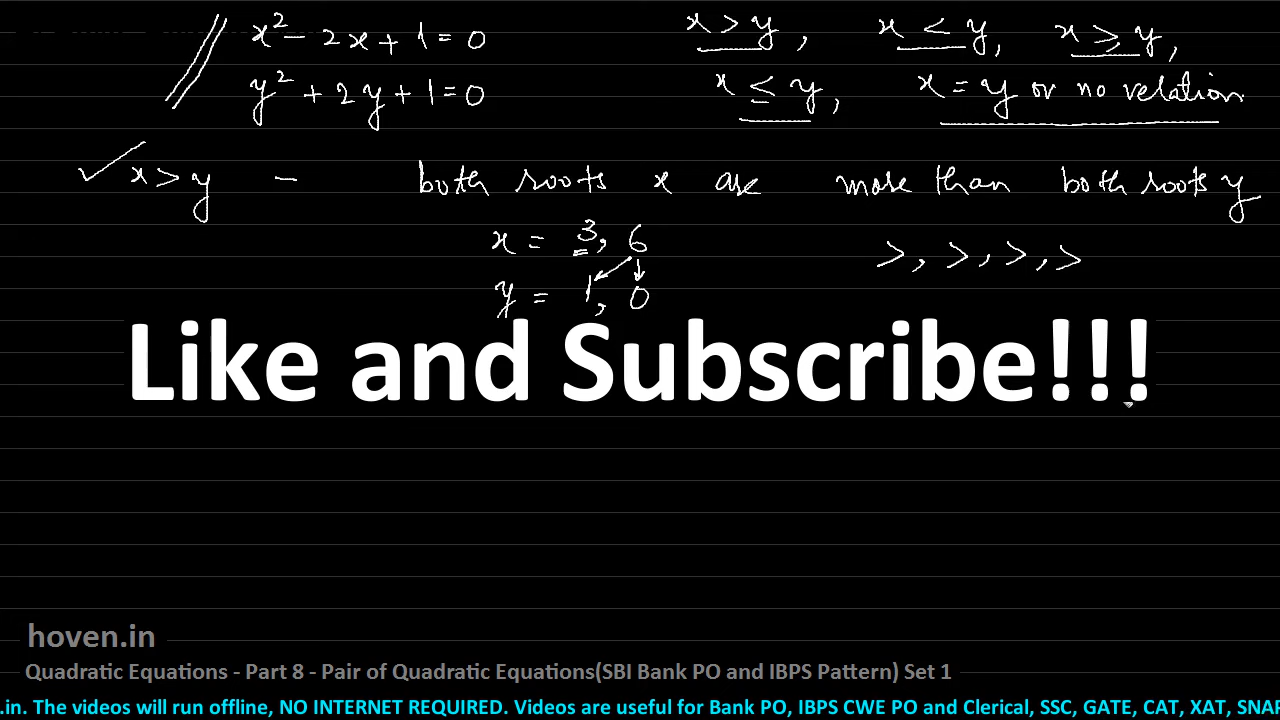 x² − 2x + 1 = 0
y² + 2y + 1 = 0
x > y, x < y, x ≥ y,
x ≤ y, x = y or no relation
✓ x > y − both roots x are more than both roots y
x = 3, 6
y = 1, 0
>, >, >, >
Like and Subscribe!!!
hoven.in
Quadratic Equations - Part 8 - Pair of Quadratic Equations(SBI Bank PO and IBPS Pattern) Set 1
.in. The videos will run offline, NO INTERNET REQUIRED. Videos are useful for Bank PO, IBPS CWE PO and Clerical, SSC, GATE, CAT, XAT, SNAP